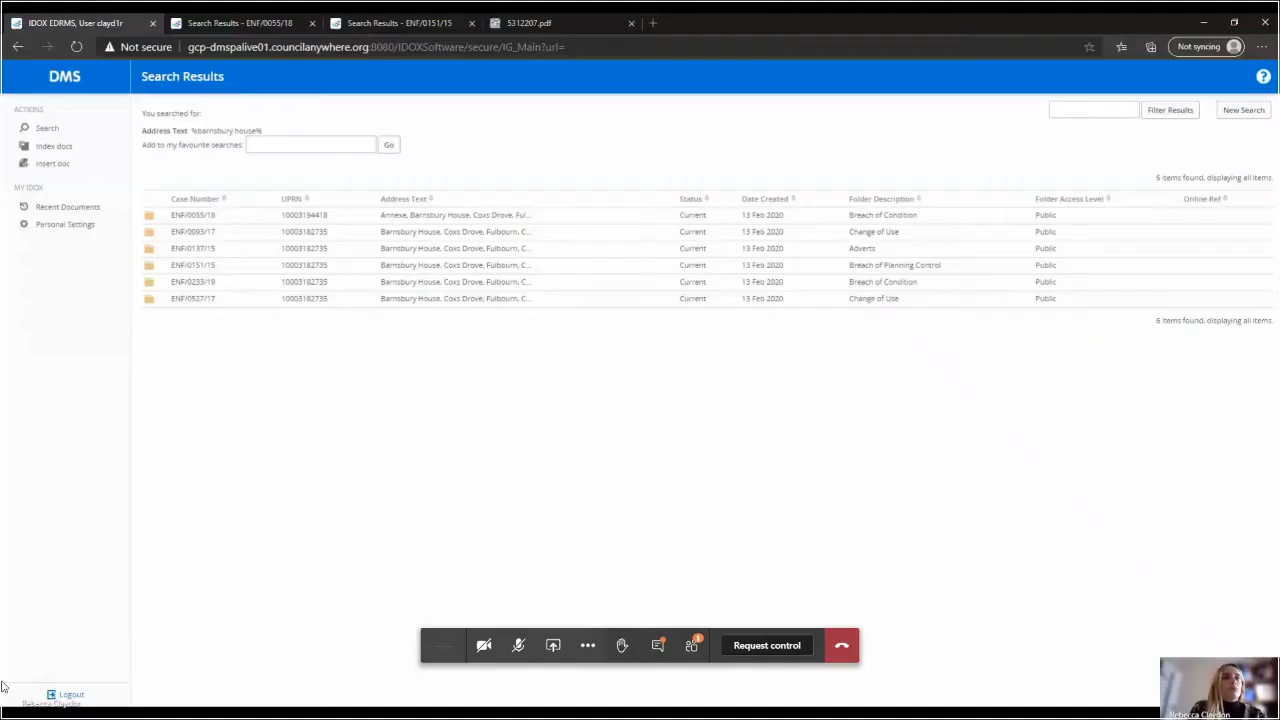 IDOX EDRMS, User clayd1r
Search Results - ENF/0055/18
Search Results - ENF/0151/15
5312207.pdf
Not secure
gcp-dmspalive01.councilanywhere.org:8080/IDOXSoftware/secure/IG_Main?url=
Not syncing
DMS
Search Results
ACTIONS
Search
Index docs
Insert doc
MY IDOX
Recent Documents
Personal Settings
You searched for:
Filter Results
New Search
Address Text %barnsbury house%
Add to my favourite searches:
Go
6 items found, displaying all items.
Case Number UPRN Address Text Status Date Created Folder Description Folder Access Level Online Ref
ENF/0055/18 10003194418 Annexe, Barnsbury House, Coxs Drove, Ful... Current 13 Feb 2020 Breach of Condition Public
ENF/0093/17 10003182735 Barnsbury House, Coxs Drove, Fulbourn, C... Current 13 Feb 2020 Change of Use Public
ENF/0137/15 10003182735 Barnsbury House, Coxs Drove, Fulbourn, C... Current 13 Feb 2020 Adverts Public
ENF/0151/15 10003182735 Barnsbury House, Coxs Drove, Fulbourn, C... Current 13 Feb 2020 Breach of Planning Control Public
ENF/0233/19 10003182735 Barnsbury House, Coxs Drove, Fulbourn, C... Current 13 Feb 2020 Breach of Condition Public
ENF/0527/17 10003182735 Barnsbury House, Coxs Drove, Fulbourn, C... Current 13 Feb 2020 Change of Use Public
6 items found, displaying all items.
Request control
Logout
Rebecca Claydon
Rebecca Claydon